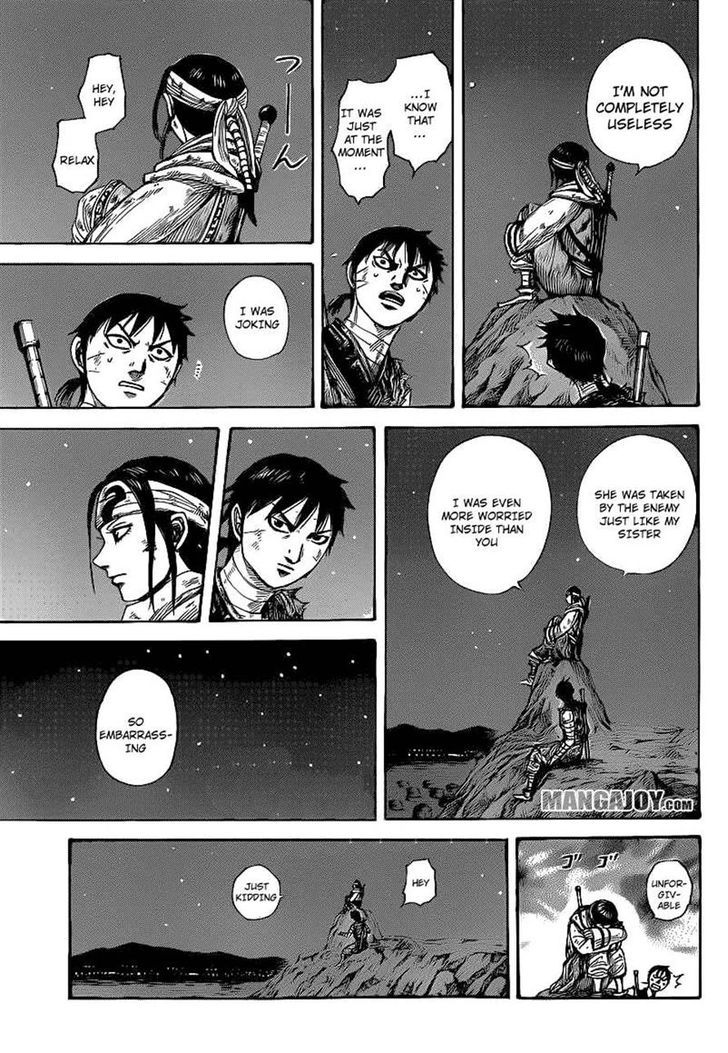 I'M NOT
COMPLETELY
USELESS
...I
KNOW
THAT
...
IT WAS
JUST
AT THE
MOMENT
...
つーん
HEY,
HEY
RELAX
I WAS
JOKING
...
SHE WAS TAKEN
BY THE ENEMY
JUST LIKE MY
SISTER
I WAS EVEN
MORE WORRIED
INSIDE THAN
YOU
SO
EMBARRASS-
ING
MANGAJOY.COM
UNFOR-
GIV-
ABLE
ゴゴ
HEY
JUST
KIDDING